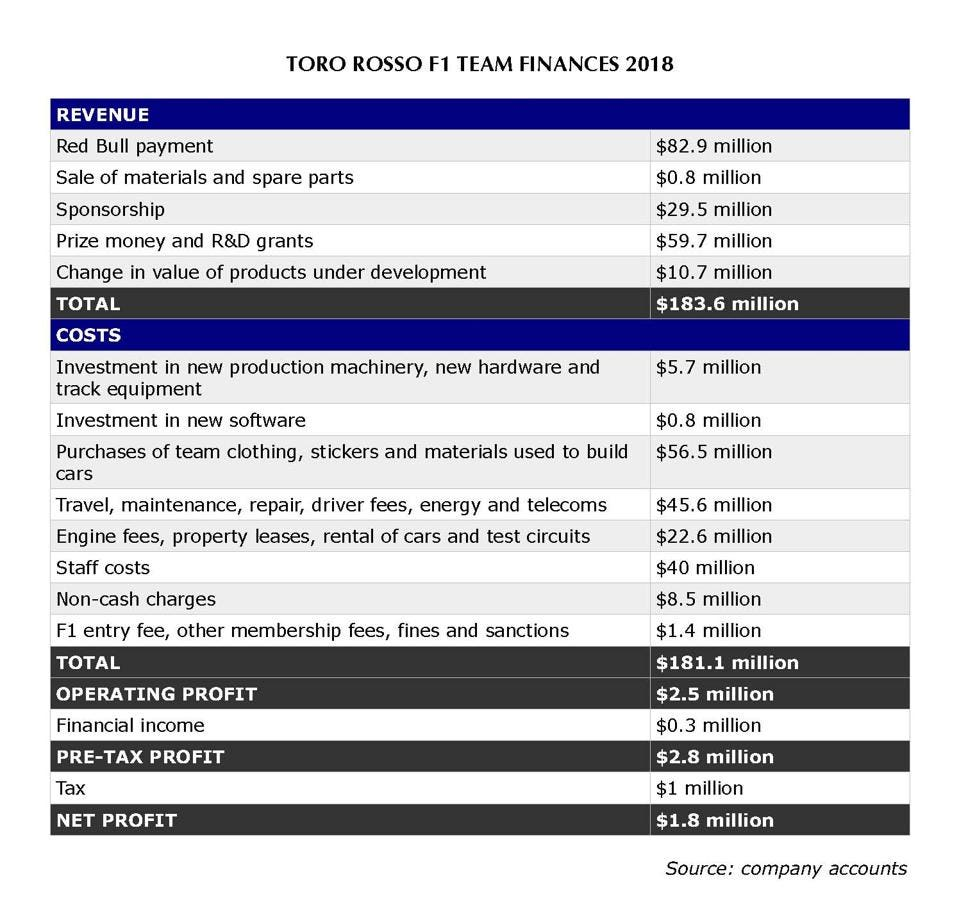 TORO ROSSO F1 TEAM FINANCES 2018
REVENUE
Red Bull payment $82.9 million
Sale of materials and spare parts $0.8 million
Sponsorship $29.5 million
Prize money and R&D grants $59.7 million
Change in value of products under development $10.7 million
TOTAL $183.6 million
COSTS
Investment in new production machinery, new hardware and $5.7 million
track equipment
Investment in new software $0.8 million
Purchases of team clothing, stickers and materials used to build $56.5 million
cars
Travel, maintenance, repair, driver fees, energy and telecoms $45.6 million
Engine fees, property leases, rental of cars and test circuits $22.6 million
Staff costs $40 million
Non-cash charges $8.5 million
F1 entry fee, other membership fees, fines and sanctions $1.4 million
TOTAL $181.1 million
OPERATING PROFIT $2.5 million
Financial income $0.3 million
PRE-TAX PROFIT $2.8 million
Tax $1 million
NET PROFIT $1.8 million
Source: company accounts